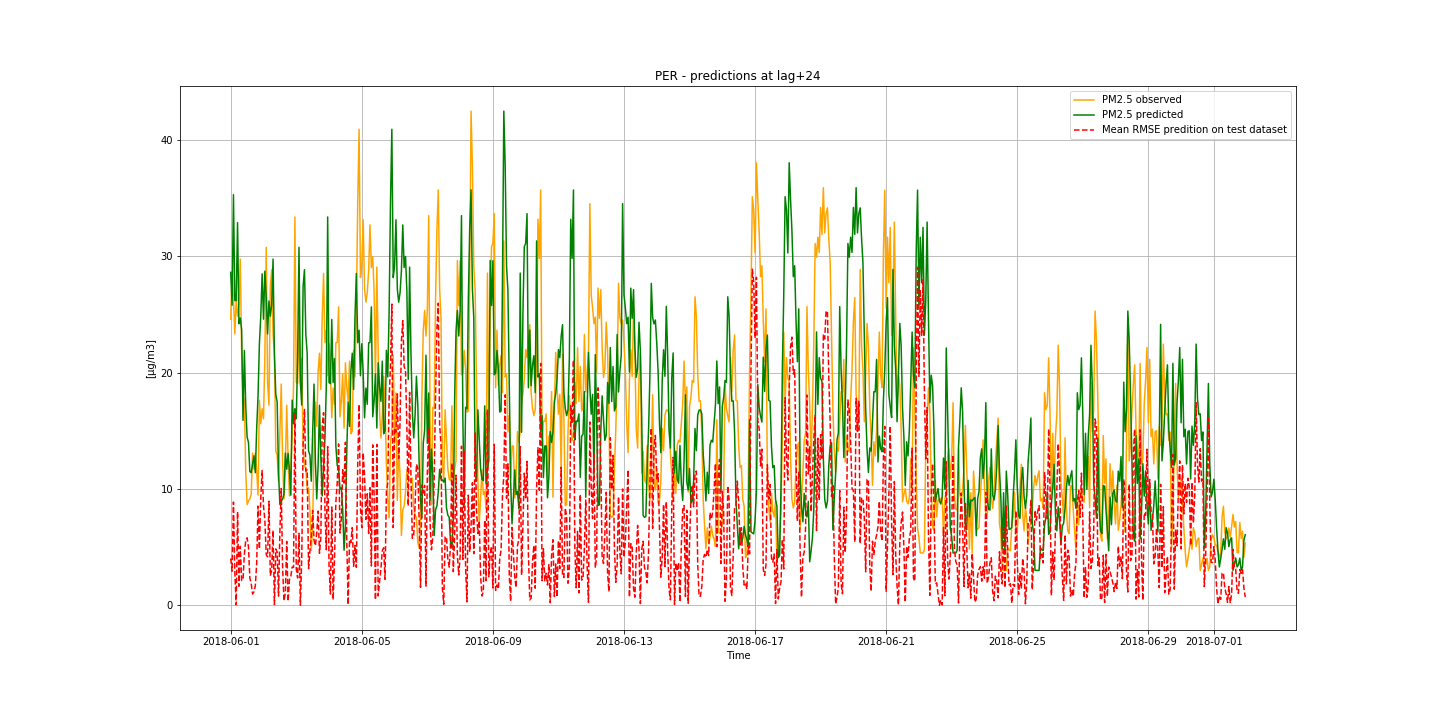 PER - predictions at lag+24
PM2.5 observed
PM2.5 predicted
Mean RMSE predition on test dataset
40
30
20
10
0
[µg/m3]
2018-06-01 2018-06-05 2018-06-09 2018-06-13 2018-06-17 2018-06-21 2018-06-25 2018-06-29 2018-07-01
Time